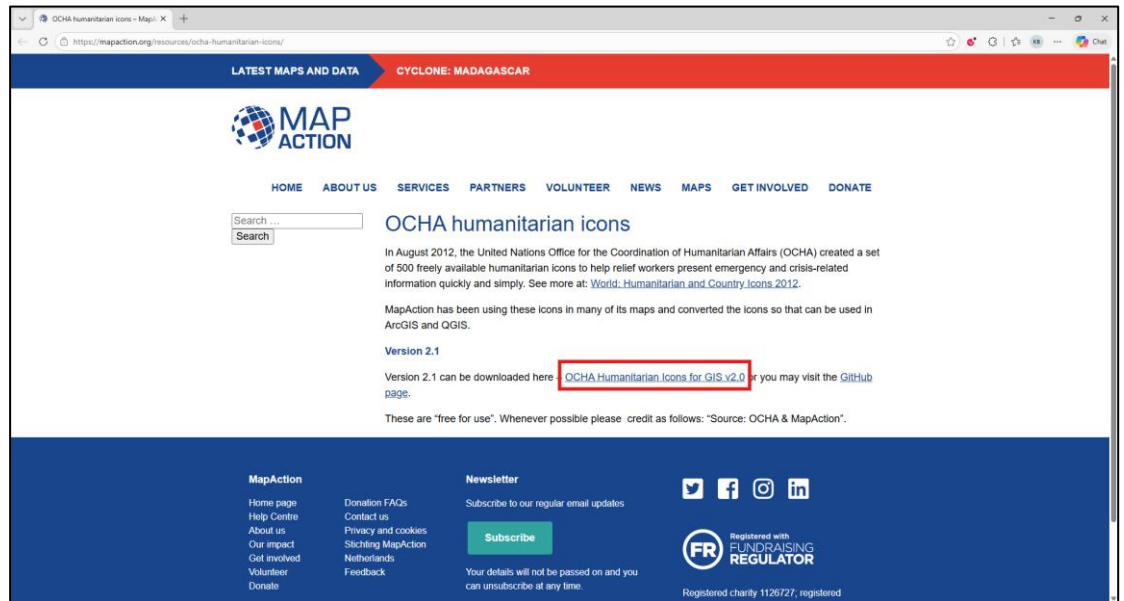 OCHA humanitarian icons – MapA
https://mapaction.org/resources/ocha-humanitarian-icons/
KB
Chat
LATEST MAPS AND DATA
CYCLONE: MADAGASCAR
MAP
ACTION
HOME ABOUT US SERVICES PARTNERS VOLUNTEER NEWS MAPS GET INVOLVED DONATE
Search …
Search
OCHA humanitarian icons
In August 2012, the United Nations Office for the Coordination of Humanitarian Affairs (OCHA) created a set
of 500 freely available humanitarian icons to help relief workers present emergency and crisis-related
information quickly and simply. See more at: World: Humanitarian and Country Icons 2012.
MapAction has been using these icons in many of its maps and converted the icons so that can be used in
ArcGIS and QGIS.
Version 2.1
Version 2.1 can be downloaded here – OCHA Humanitarian Icons for GIS v2.0 or you may visit the GitHub
page.
These are “free for use”. Whenever possible please credit as follows: “Source: OCHA & MapAction”.
MapAction
Home page
Help Centre
About us
Our impact
Get involved
Volunteer
Donate
Donation FAQs
Contact us
Privacy and cookies
Stichting MapAction
Netherlands
Feedback
Newsletter
Subscribe to our regular email updates
Subscribe
Your details will not be passed on and you
can unsubscribe at any time.
FR
Registered with
FUNDRAISING
REGULATOR
Registered charity 1126727; registered